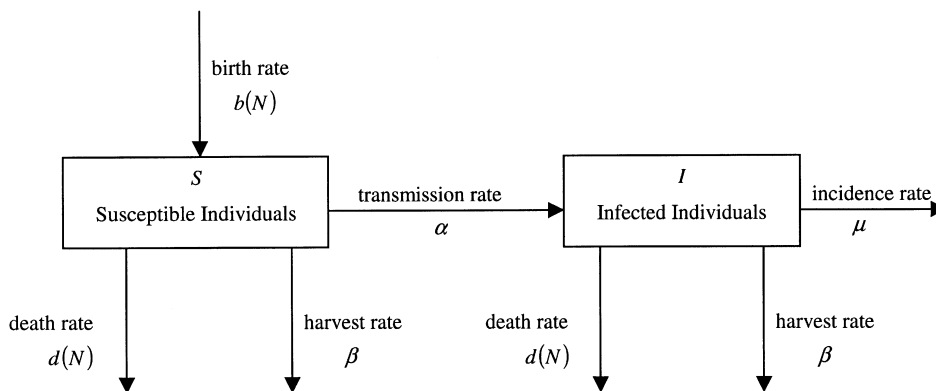 birth rate
b(N)
S
Susceptible Individuals
transmission rate
α
I
Infected Individuals
incidence rate
μ
death rate
d(N)
harvest rate
β
death rate
d(N)
harvest rate
β